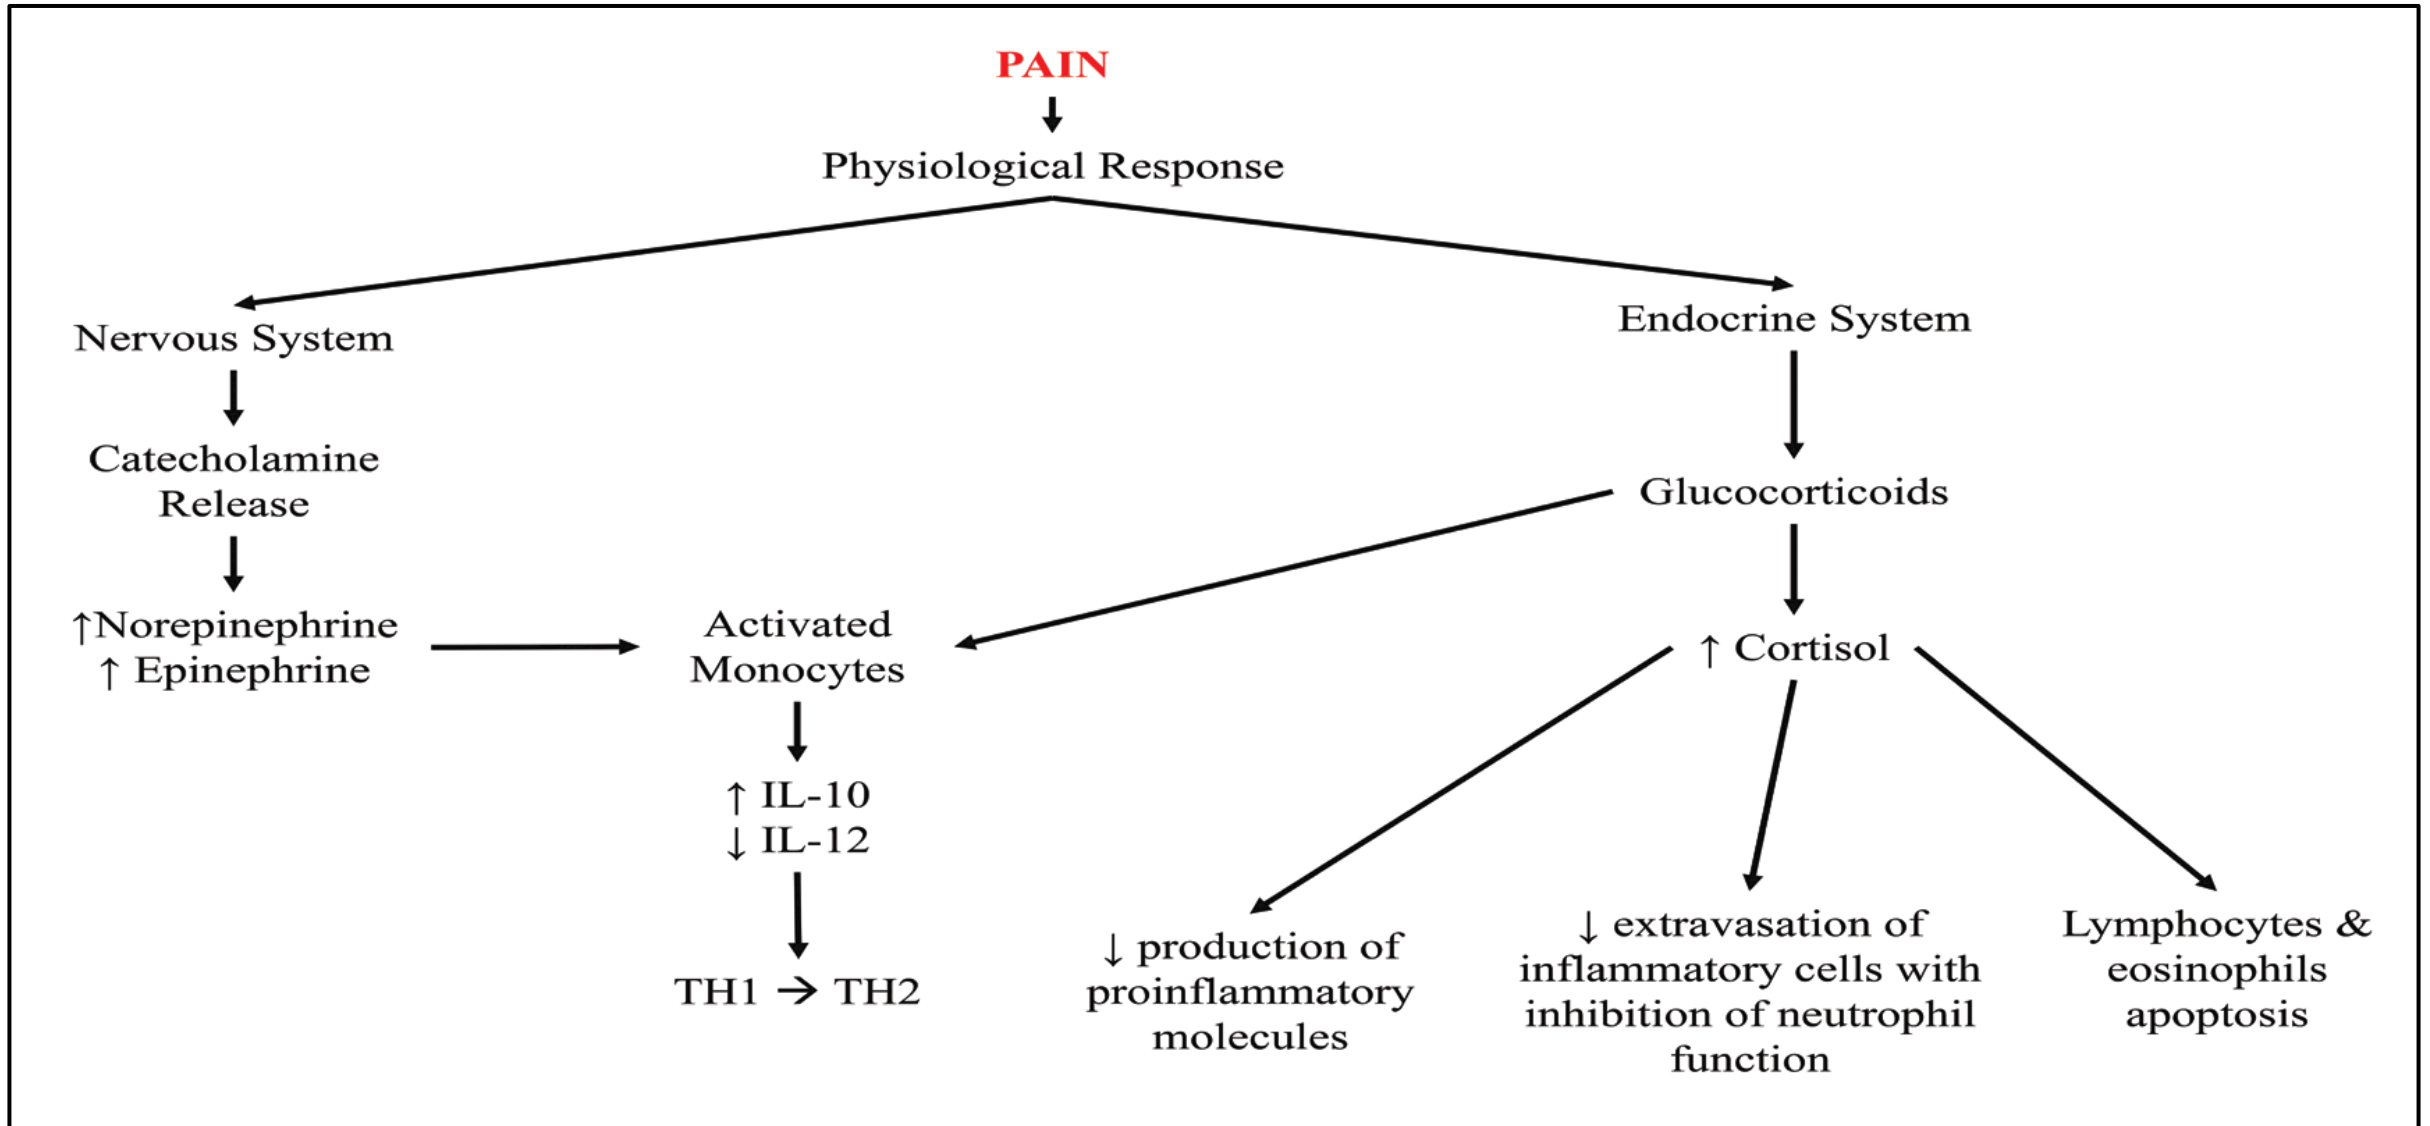 PAIN
Physiological Response
Nervous System
Endocrine System
Catecholamine
Release
Glucocorticoids
↑Norepinephrine
↑ Epinephrine
Activated
Monocytes
↑ Cortisol
↑ IL-10
↓ IL-12
TH1 → TH2
↓ production of
proinflammatory
molecules
↓ extravasation of
inflammatory cells with
inhibition of neutrophil
function
Lymphocytes &
eosinophils
apoptosis